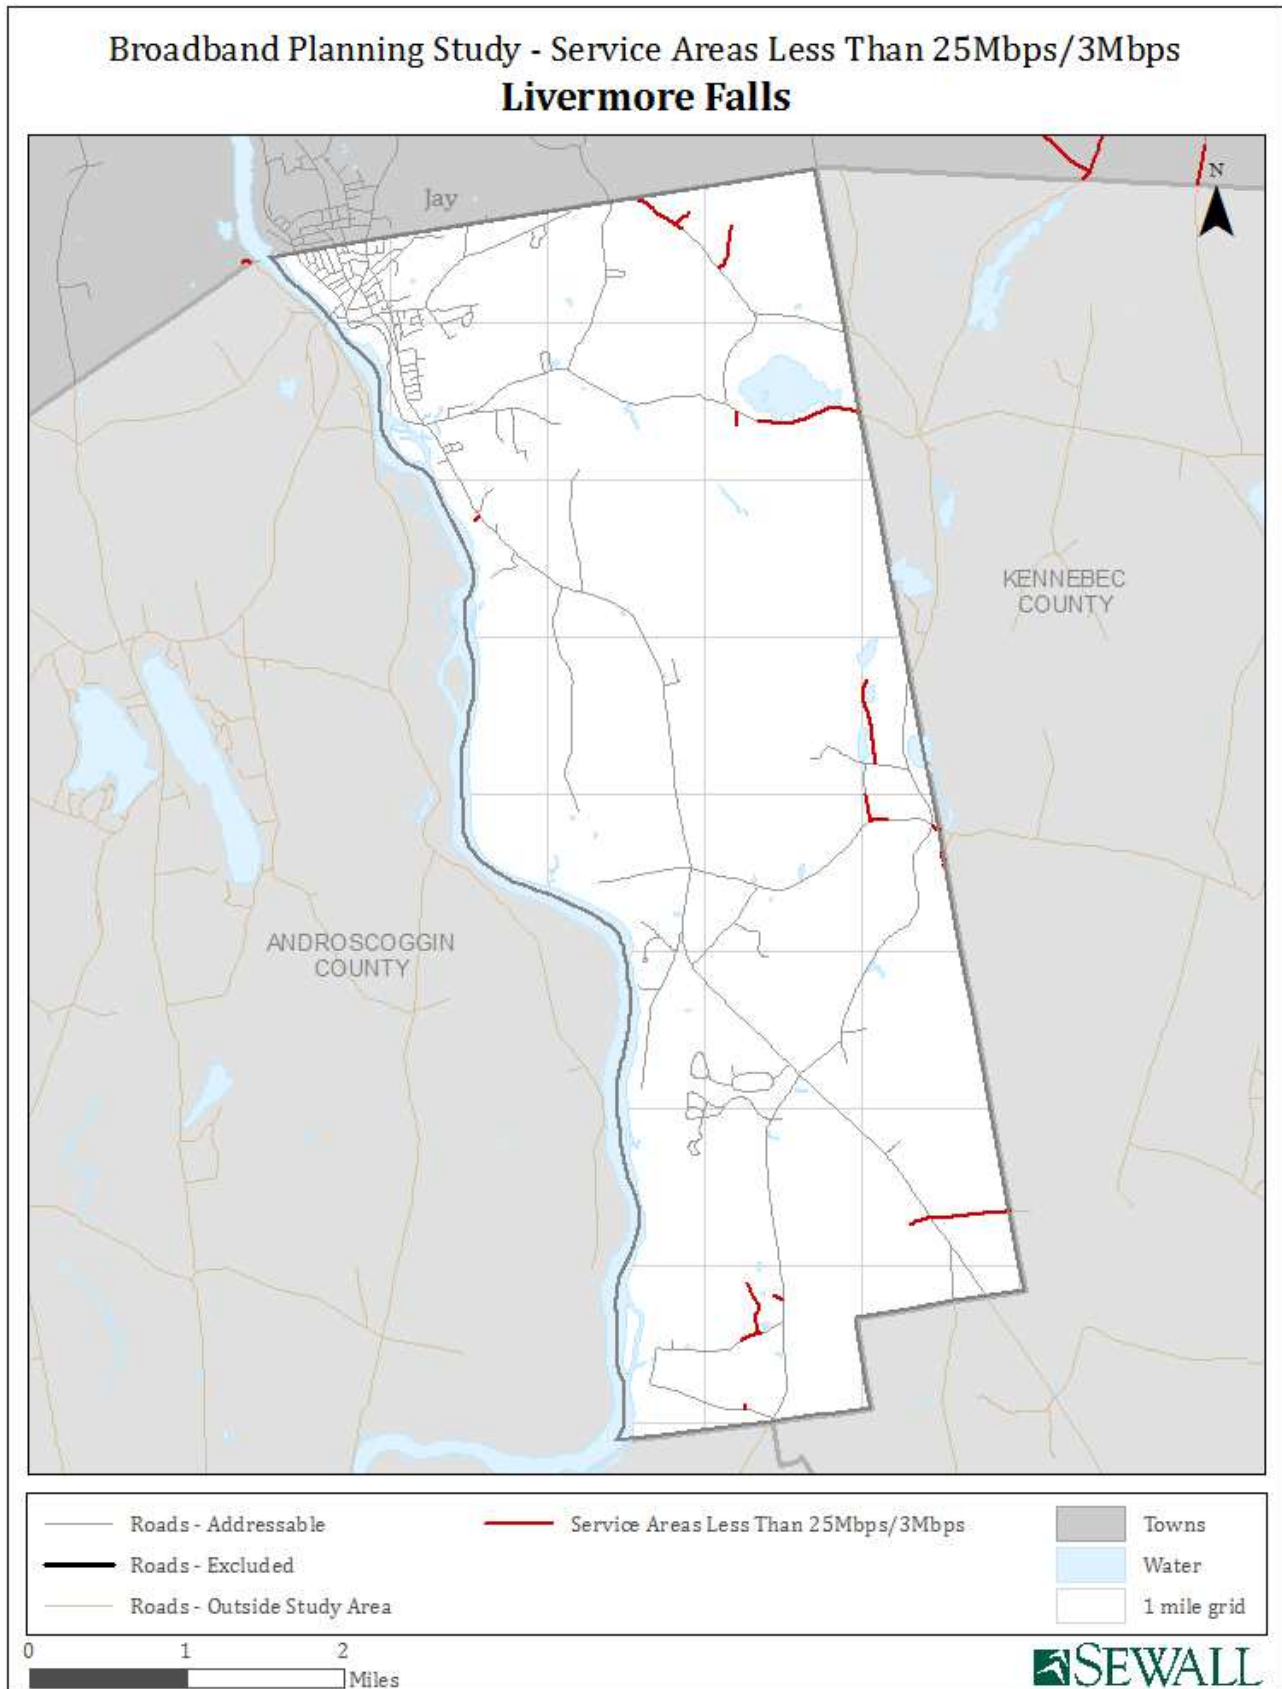 Broadband Planning Study - Service Areas Less Than 25Mbps/3Mbps
Livermore Falls
Jay
N
KENNEBEC
COUNTY
ANDROSCOGGIN
COUNTY
Roads - Addressable
Roads - Excluded
Roads - Outside Study Area
Service Areas Less Than 25Mbps/3Mbps
Towns
Water
1 mile grid
0 1 2
Miles
SEWALL